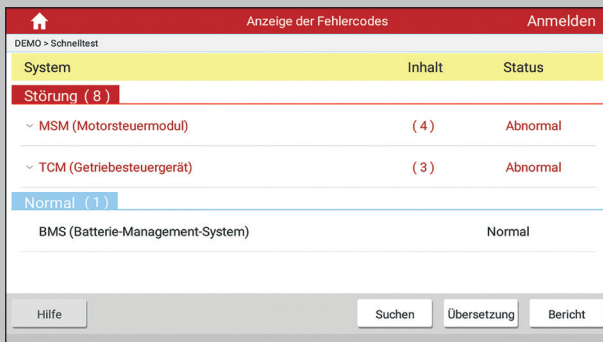 Anzeige der Fehlercodes Anmelden
DEMO > Schnelltest
System Inhalt Status
Störung ( 8 )
MSM (Motorsteuermodul) ( 4 ) Abnormal
TCM (Getriebesteuergerät) ( 3 ) Abnormal
Normal ( 1 )
BMS (Batterie-Management-System) Normal
Hilfe Suchen Übersetzung Bericht